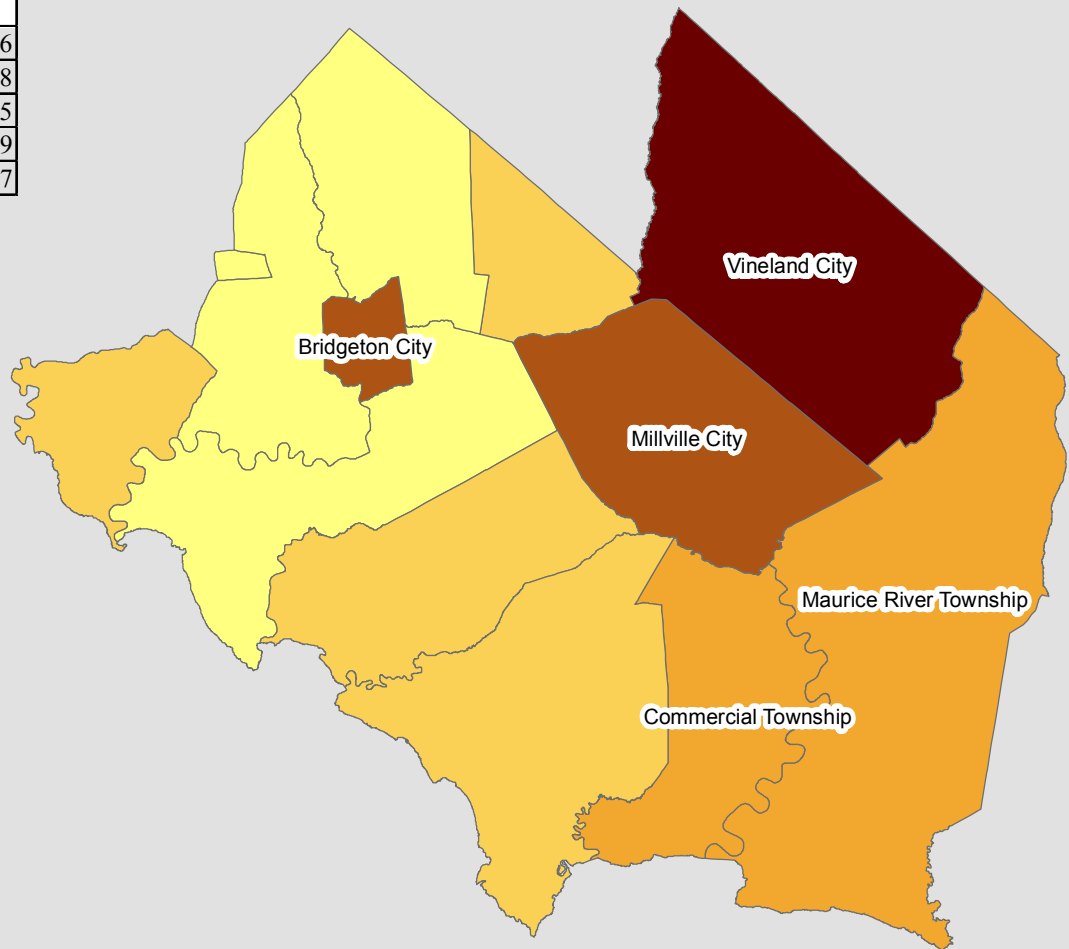 6
8
5
9
7
Vineland City
Bridgeton City
Millville City
Maurice River Township
Commercial Township